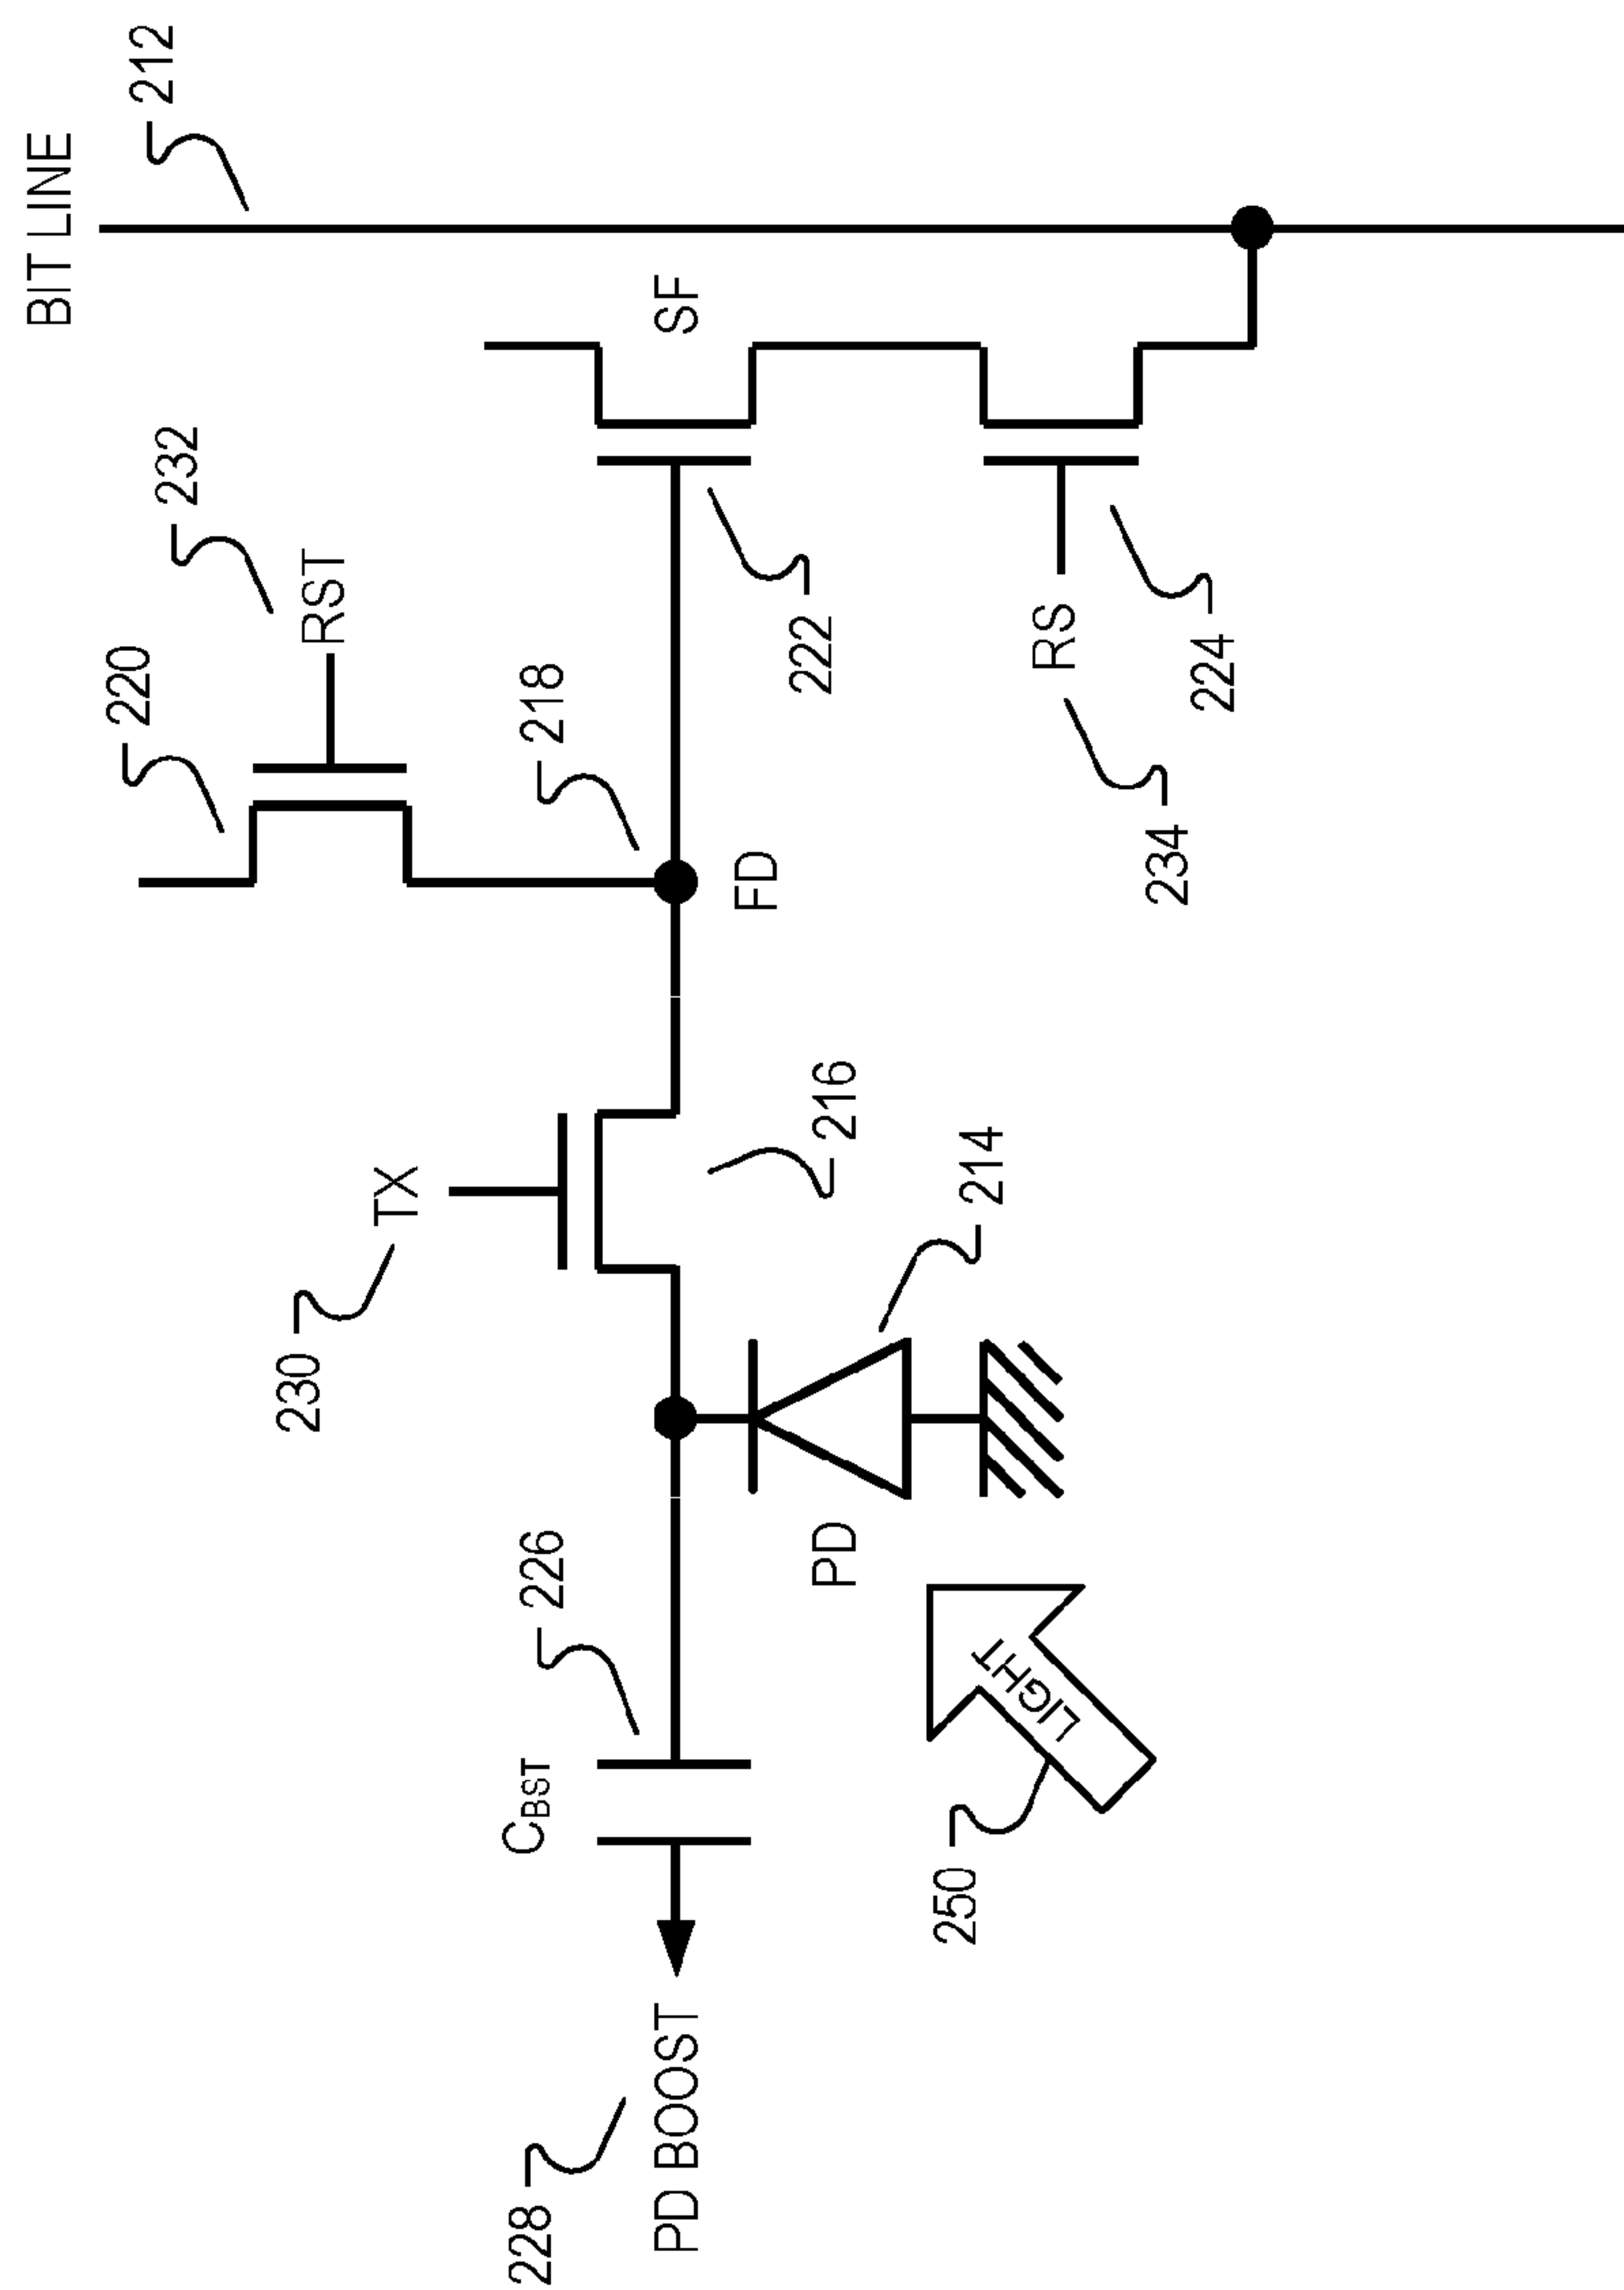 BIT LINE
212
232
RST
220
SF
218
222
FD
RS
224
234
TX
230
216
214
226
PD
C_BST
LIGHT
250
PD BOOST
228